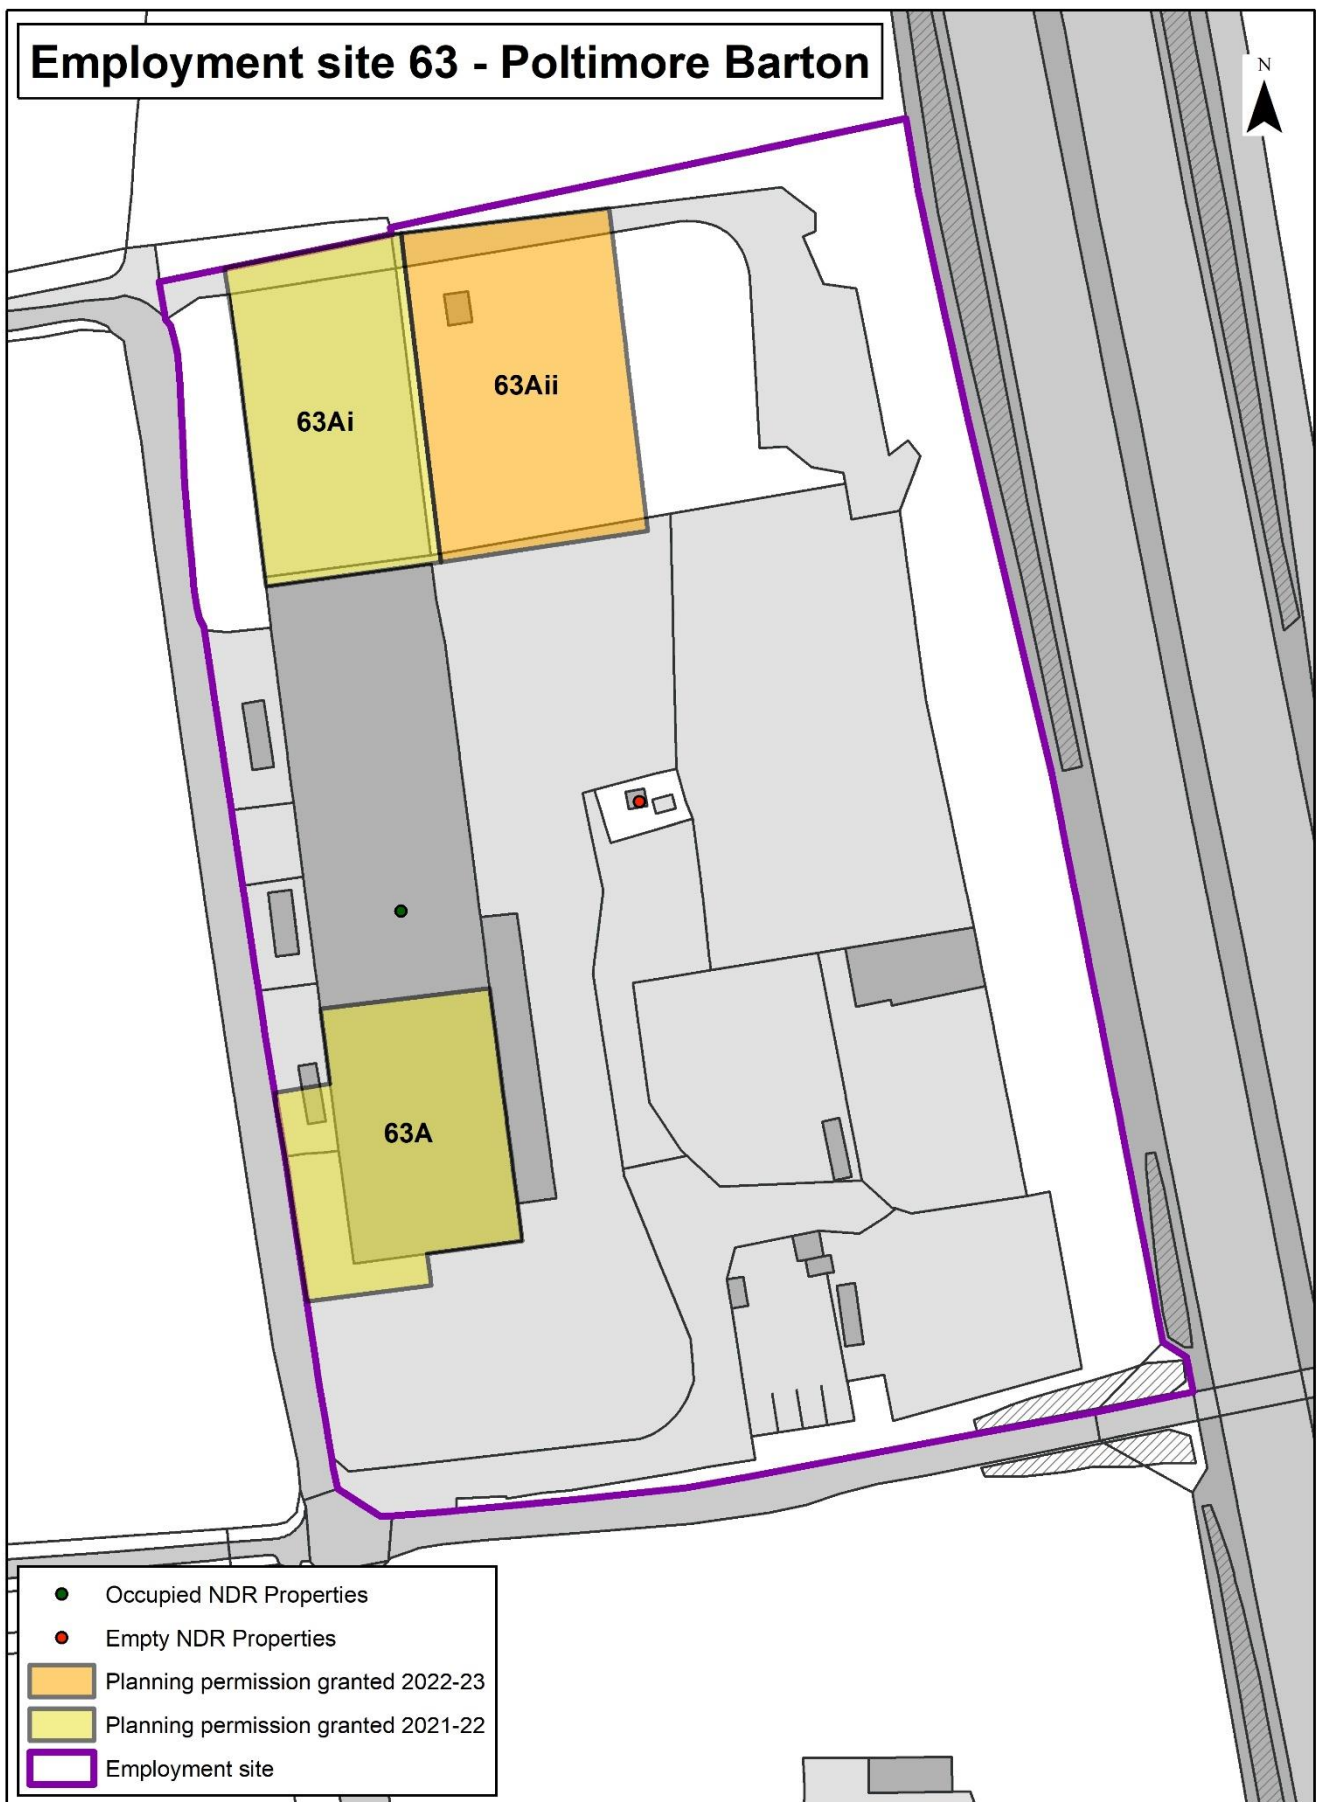 Employment site 63 - Poltimore Barton
N
63Ai
63Aii
63A
Occupied NDR Properties
Empty NDR Properties
Planning permission granted 2022-23
Planning permission granted 2021-22
Employment site